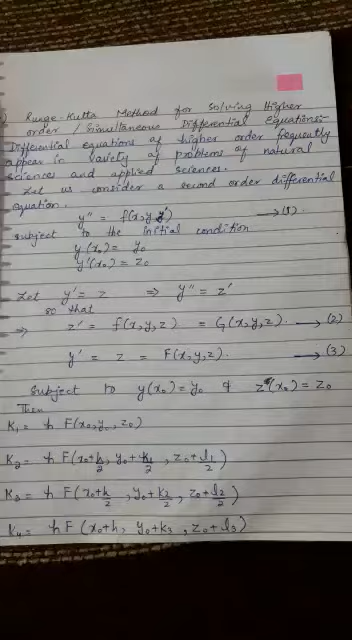 Runge-Kutta Method for solving Higher
order / Simultaneous Differential Equations:-
Differential equations of higher order frequently
appear in variety of problems of natural
sciences and applied sciences.
Let us consider a second order differential
equation.
y'' = f(x,y,y') →(1).
subject to the initial condition
y(x₀) = y₀
y'(x₀) = z₀
Let y' = z ⇒ y'' = z'
so that
⇒ z' = f(x,y,z) = G(x,y,z). →(2)
y' = z = F(x,y,z). →(3)
Subject to y(x₀)=y₀ & z(x₀) = z₀
Then
K₁ = h F(x₀,y₀,z₀)
K₂ = h F(x₀+h/2, y₀+k₁/2, z₀+l₁/2)
K₃ = h F(x₀+h/2, y₀+k₂/2, z₀+l₂/2)
K₄ = h F(x₀+h, y₀+k₃, z₀+l₃)